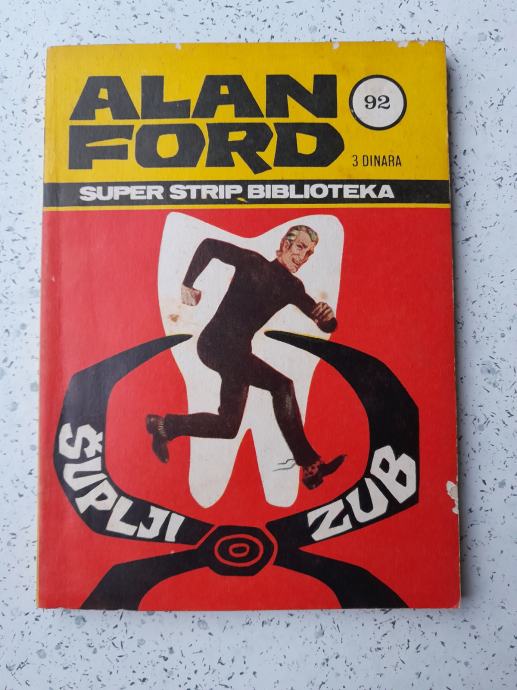 ALAN
FORD
92
3 DINARA
SUPER STRIP BIBLIOTEKA
ŠUPLJI
ZUB